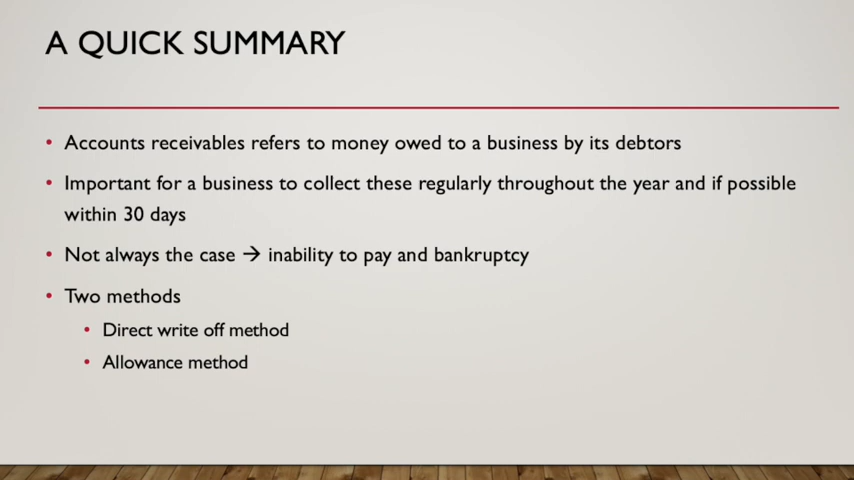 A QUICK SUMMARY
• Accounts receivables refers to money owed to a business by its debtors
• Important for a business to collect these regularly throughout the year and if possible
within 30 days
• Not always the case → inability to pay and bankruptcy
• Two methods
• Direct write off method
• Allowance method